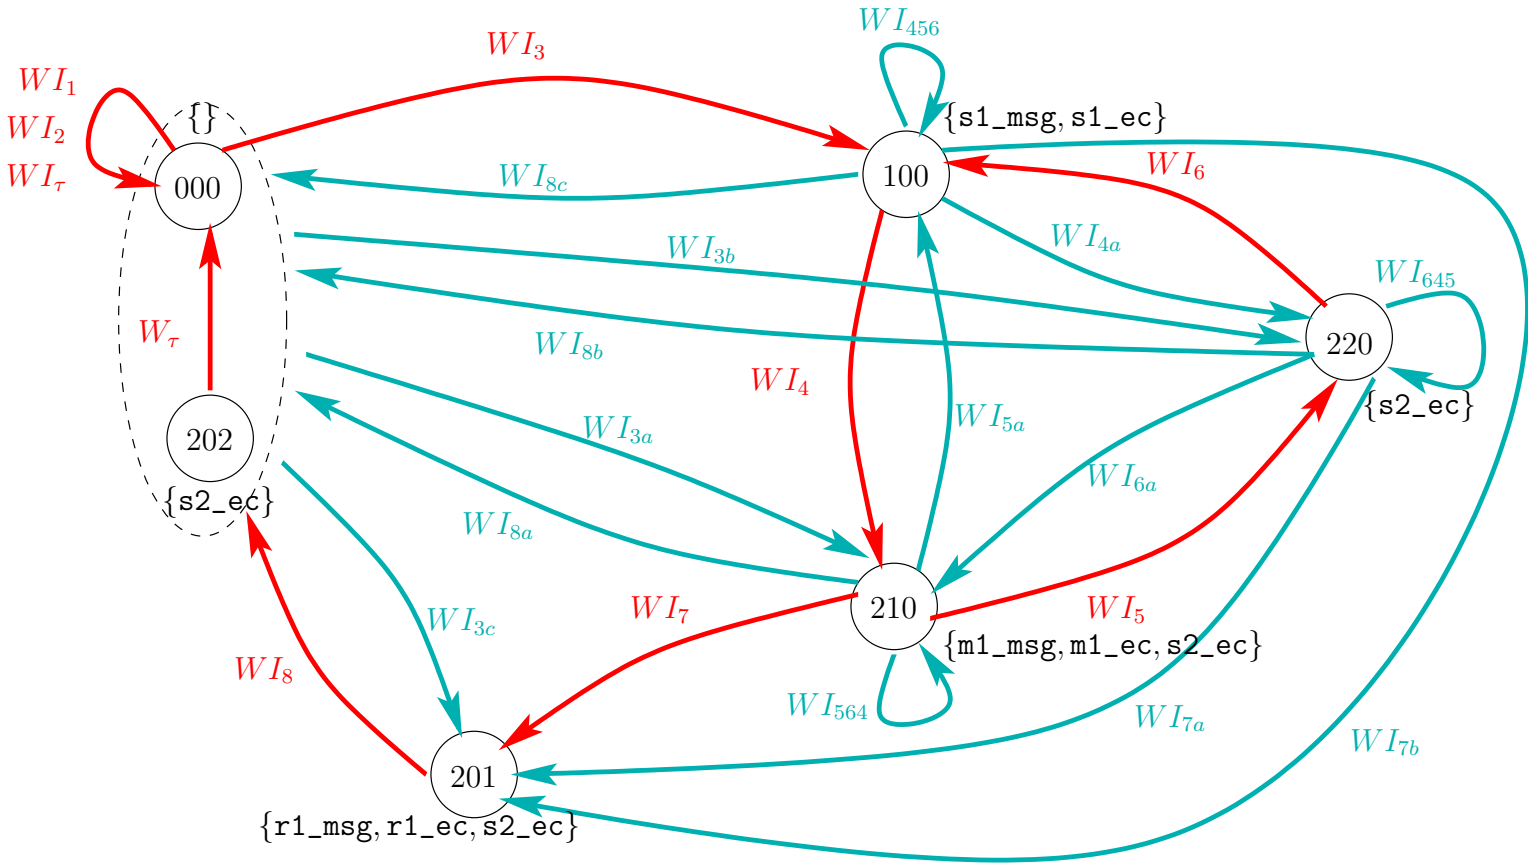 WI₄₅₆
WI₃
WI₁
{}
{s1_msg, s1_ec}
WI₂
WI₆
WIτ
000
WI₈c
100
WI₄a
WI₃b
WI₆₄₅
Wτ
WI₈b
220
WI₄
{s2_ec}
WI₅a
202
WI₃a
WI₆a
{s2_ec}
WI₈a
210
WI₇
WI₅
WI₃c
{m1_msg, m1_ec, s2_ec}
WI₈
WI₅₆₄
WI₇a
WI₇b
201
{r1_msg, r1_ec, s2_ec}